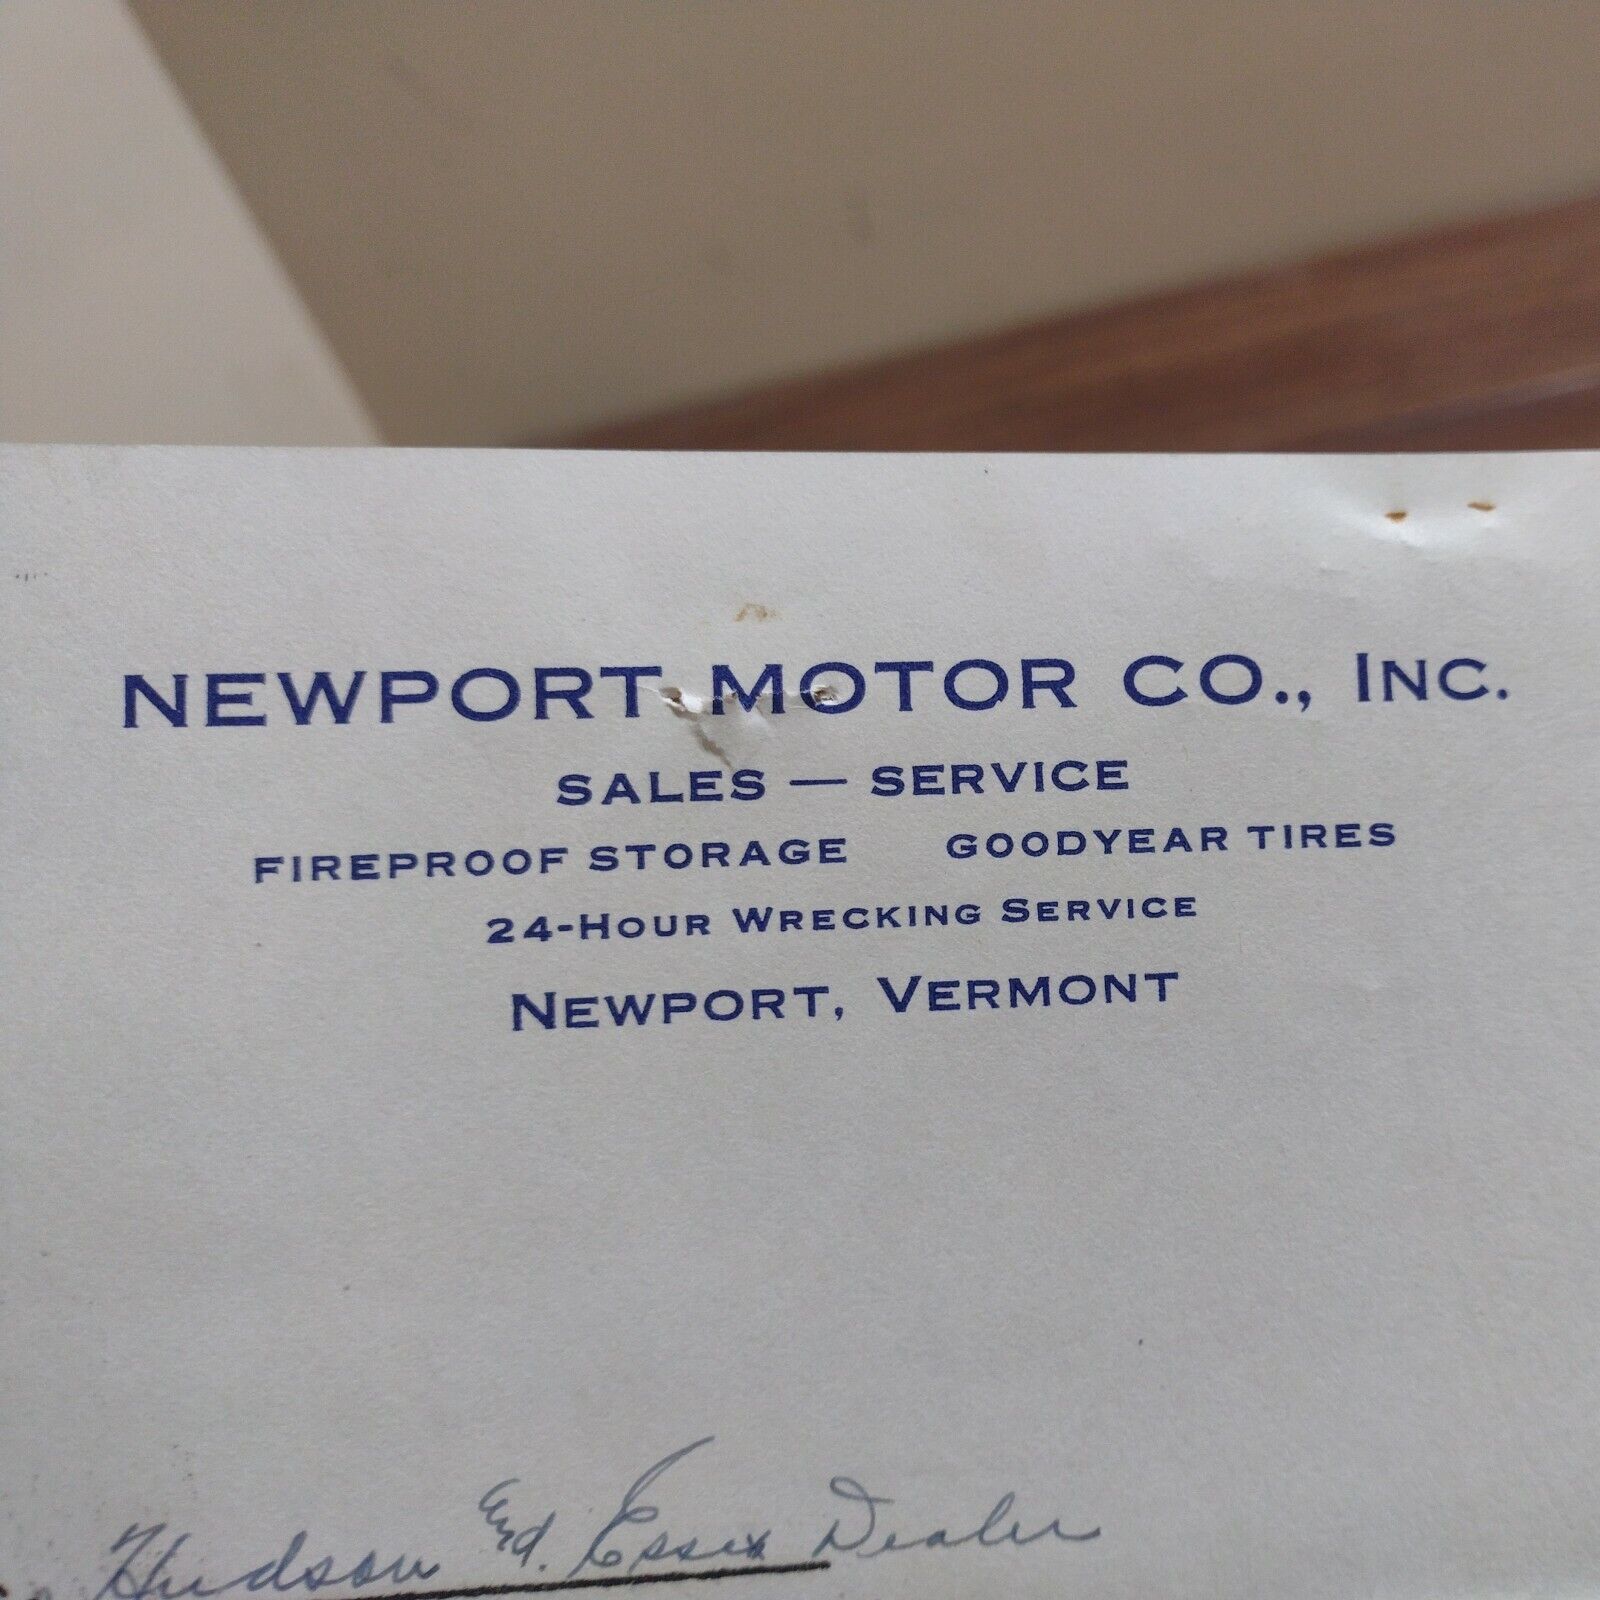 NEWPORT MOTOR CO., INC.
SALES — SERVICE
FIREPROOF STORAGE GOODYEAR TIRES
24-HOUR WRECKING SERVICE
NEWPORT, VERMONT
Hudson End. Essex Dealer